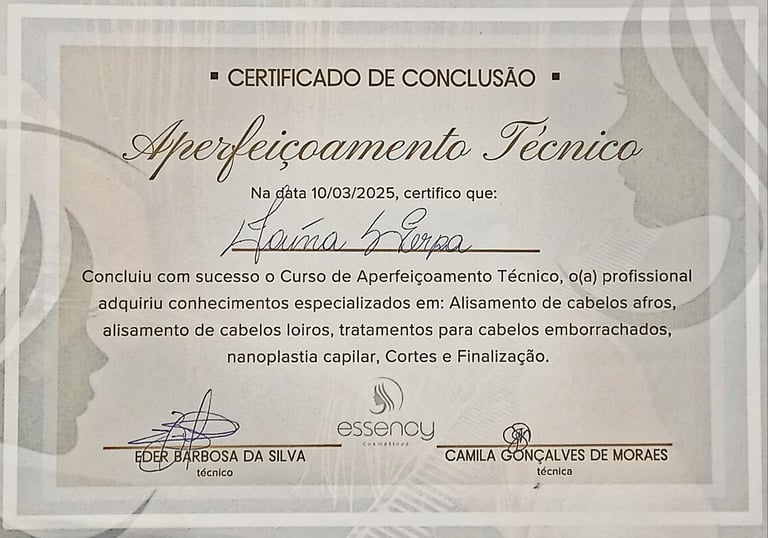 ▪ CERTIFICADO DE CONCLUSÃO ▪
Aperfeiçoamento Técnico
Na data 10/03/2025, certifico que:
Concluiu com sucesso o Curso de Aperfeiçoamento Técnico, o(a) profissional
adquiriu conhecimentos especializados em: Alisamento de cabelos afros,
alisamento de cabelos loiros, tratamentos para cabelos emborrachados,
nanoplastia capilar, Cortes e Finalização.
essency
cosméticos
EDER BARBOSA DA SILVA
técnico
CAMILA GONÇALVES DE MORAES
técnica